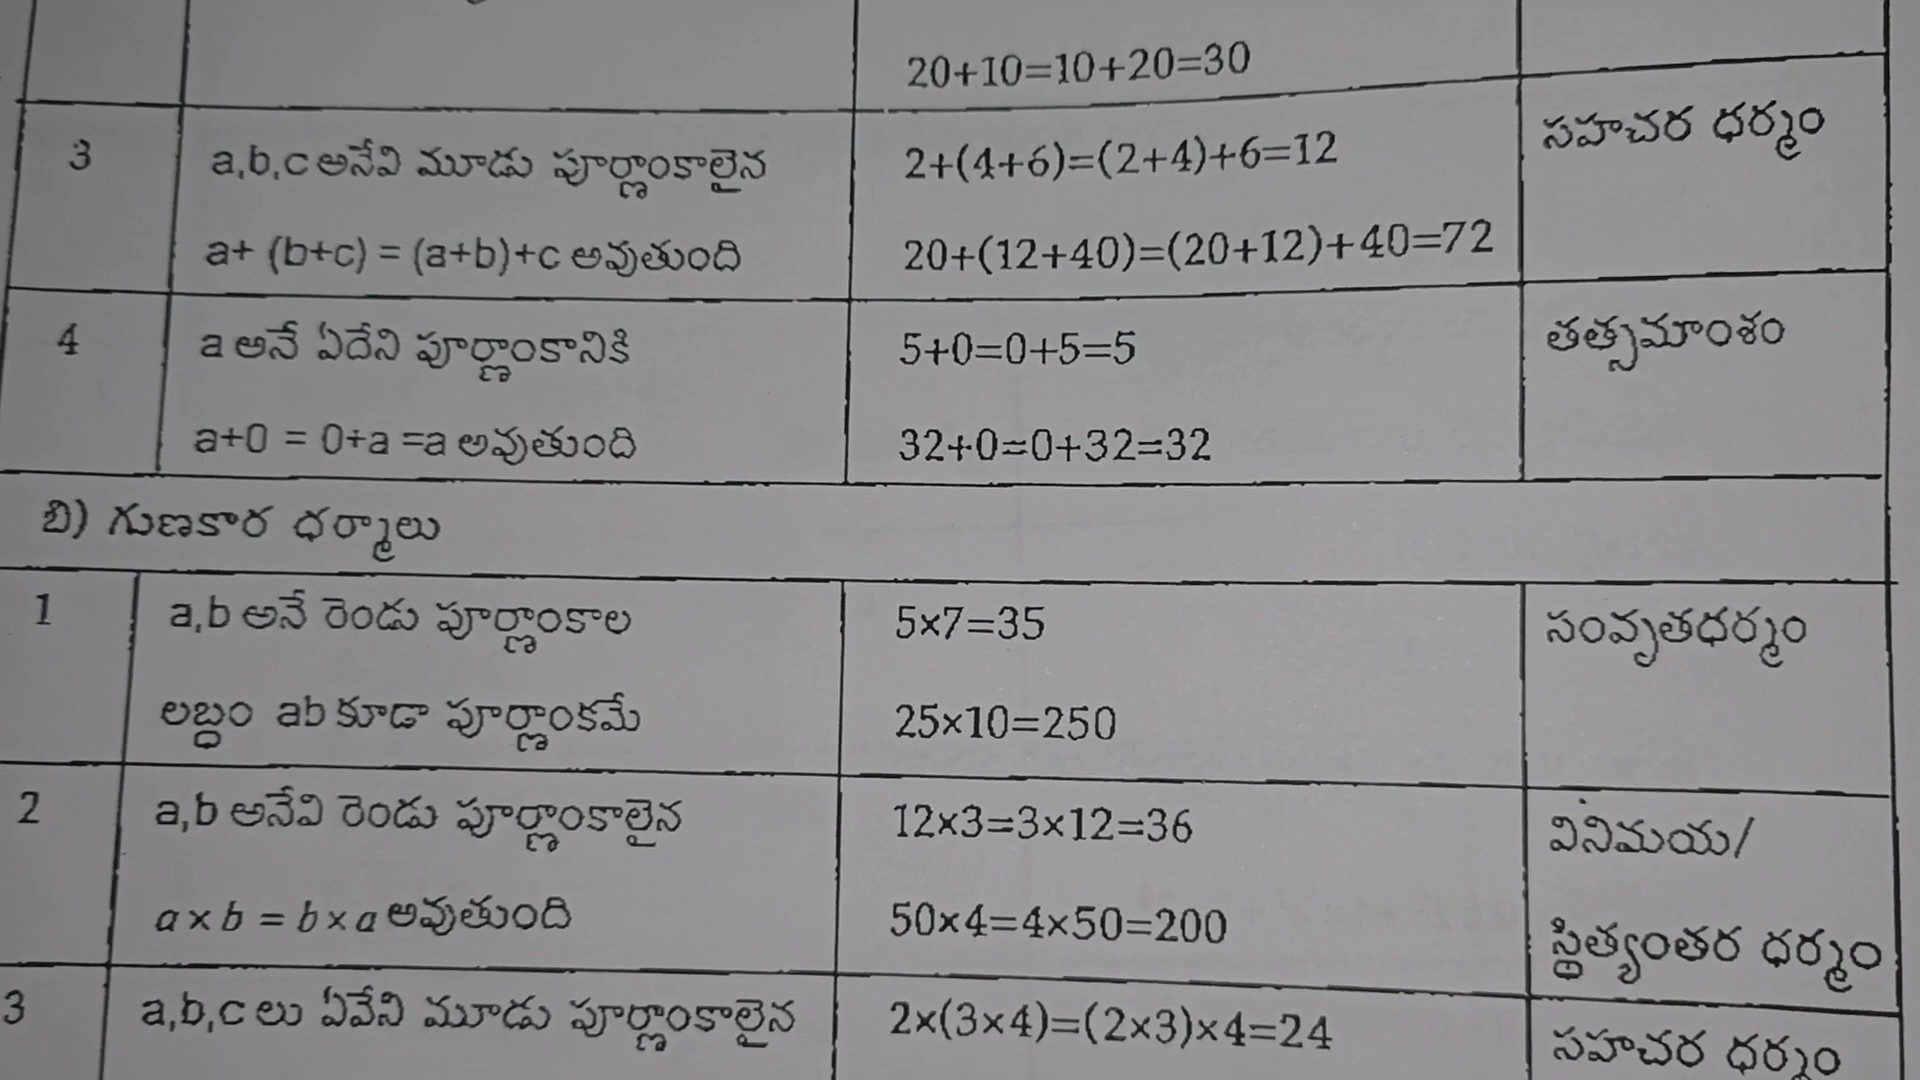 20+10=10+20=30
3 a,b,c అనేవి మూడు పూర్ణాంకాలైన 2+(4+6)=(2+4)+6=12 సహచర ధర్మం
a+ (b+c) = (a+b)+c అవుతుంది 20+(12+40)=(20+12)+40=72
4 a అనే ఏదేని పూర్ణాంకానికి 5+0=0+5=5 తత్సమాంశం
a+0 = 0+a =a అవుతుంది 32+0=0+32=32
బి) గుణకార ధర్మాలు
1 a,b అనే రెండు పూర్ణాంకాల 5×7=35 సంవృతధర్మం
లబ్ధం ab కూడా పూర్ణాంకమే 25×10=250
2 a,b అనేవి రెండు పూర్ణాంకాలైన 12×3=3×12=36 వినిమయ/
a×b = b×a అవుతుంది 50×4=4×50=200 స్థిత్యంతర ధర్మం
3 a,b,c లు ఏవేని మూడు పూర్ణాంకాలైన 2×(3×4)=(2×3)×4=24 సహచర ధర్మం